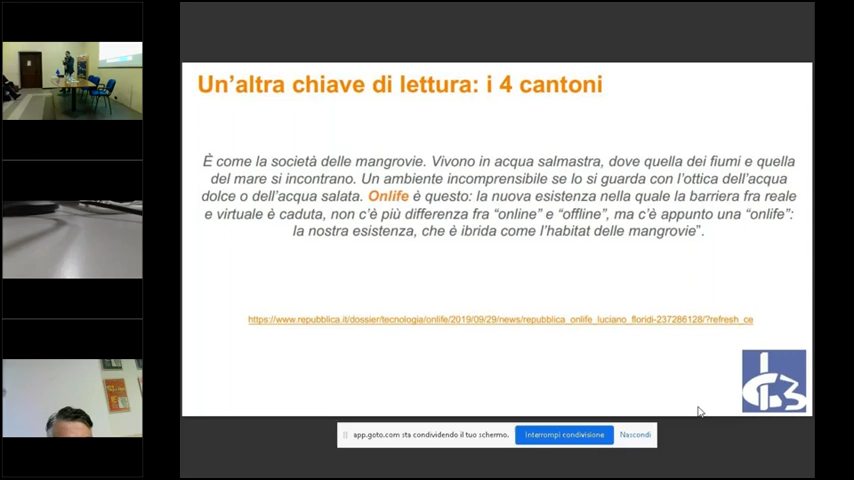 Un'altra chiave di lettura: i 4 cantoni
È come la società delle mangrovie. Vivono in acqua salmastra, dove quella dei fiumi e quella
del mare si incontrano. Un ambiente incomprensibile se lo si guarda con l'ottica dell'acqua
dolce o dell'acqua salata. Onlife è questo: la nuova esistenza nella quale la barriera fra reale
e virtuale è caduta, non c'è più differenza fra “online” e “offline”, ma c'è appunto una “onlife”:
la nostra esistenza, che è ibrida come l'habitat delle mangrovie”.
https://www.repubblica.it/dossier/tecnologia/onlife/2019/09/29/news/repubblica_onlife_luciano_floridi-237286128/?refresh_ce
app.goto.com sta condividendo il tuo schermo.
Interrompi condivisione
Nascondi